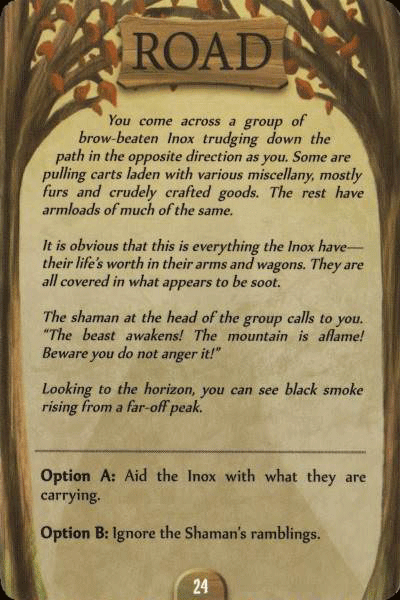 ROAD
You come across a group of
brow-beaten Inox trudging down the
path in the opposite direction as you. Some are
pulling carts laden with various miscellany, mostly
furs and crudely crafted goods. The rest have
armloads of much of the same.
It is obvious that this is everything the Inox have—
their life's worth in their arms and wagons. They are
all covered in what appears to be soot.
The shaman at the head of the group calls to you.
"The beast awakens! The mountain is aflame!
Beware you do not anger it!"
Looking to the horizon, you can see black smoke
rising from a far-off peak.
Option A: Aid the Inox with what they are
carrying.
Option B: Ignore the Shaman's ramblings.
24